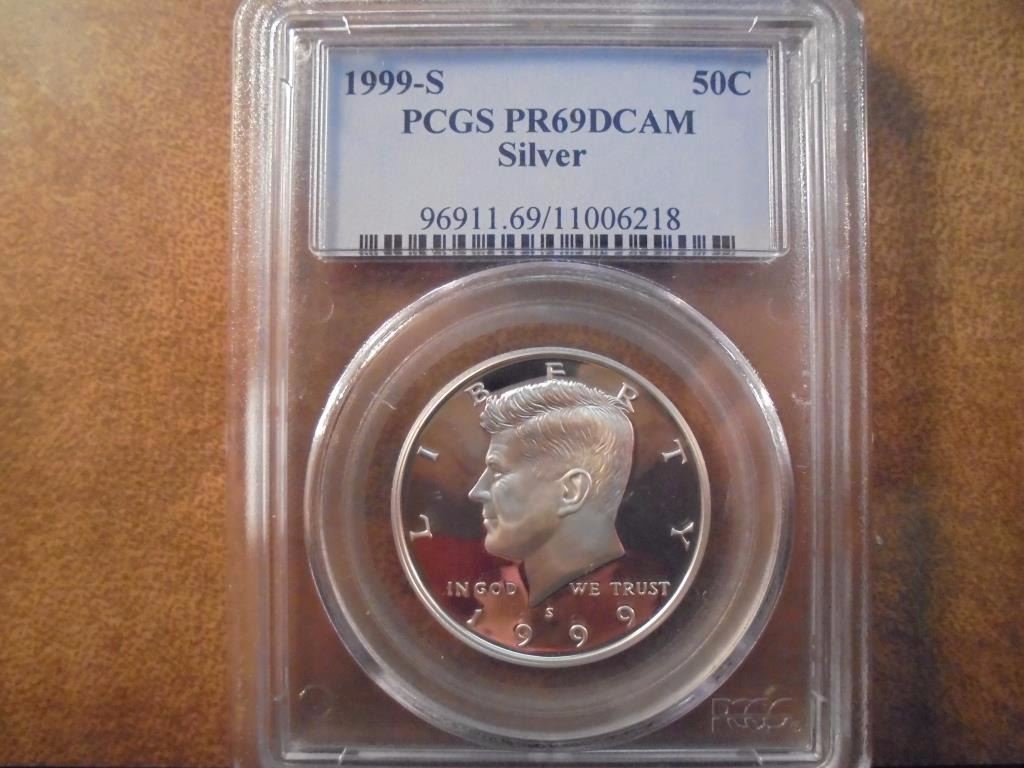 1999-S 50C
PCGS PR69DCAM
Silver
96911.69/11006218
LIBERTY
IN GOD WE TRUST
S
1999
PCGS